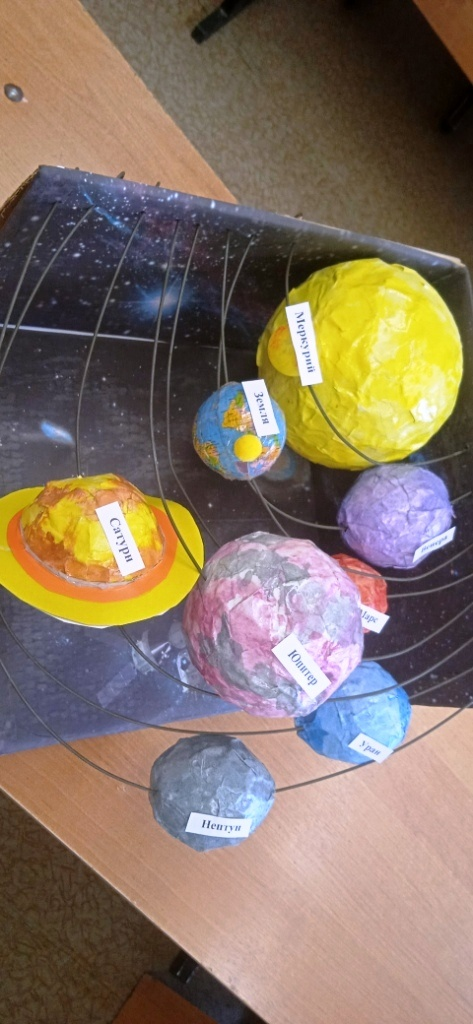 Меркурий
Земля
Венера
Сатурн
Марс
Юпитер
Уран
Нептун